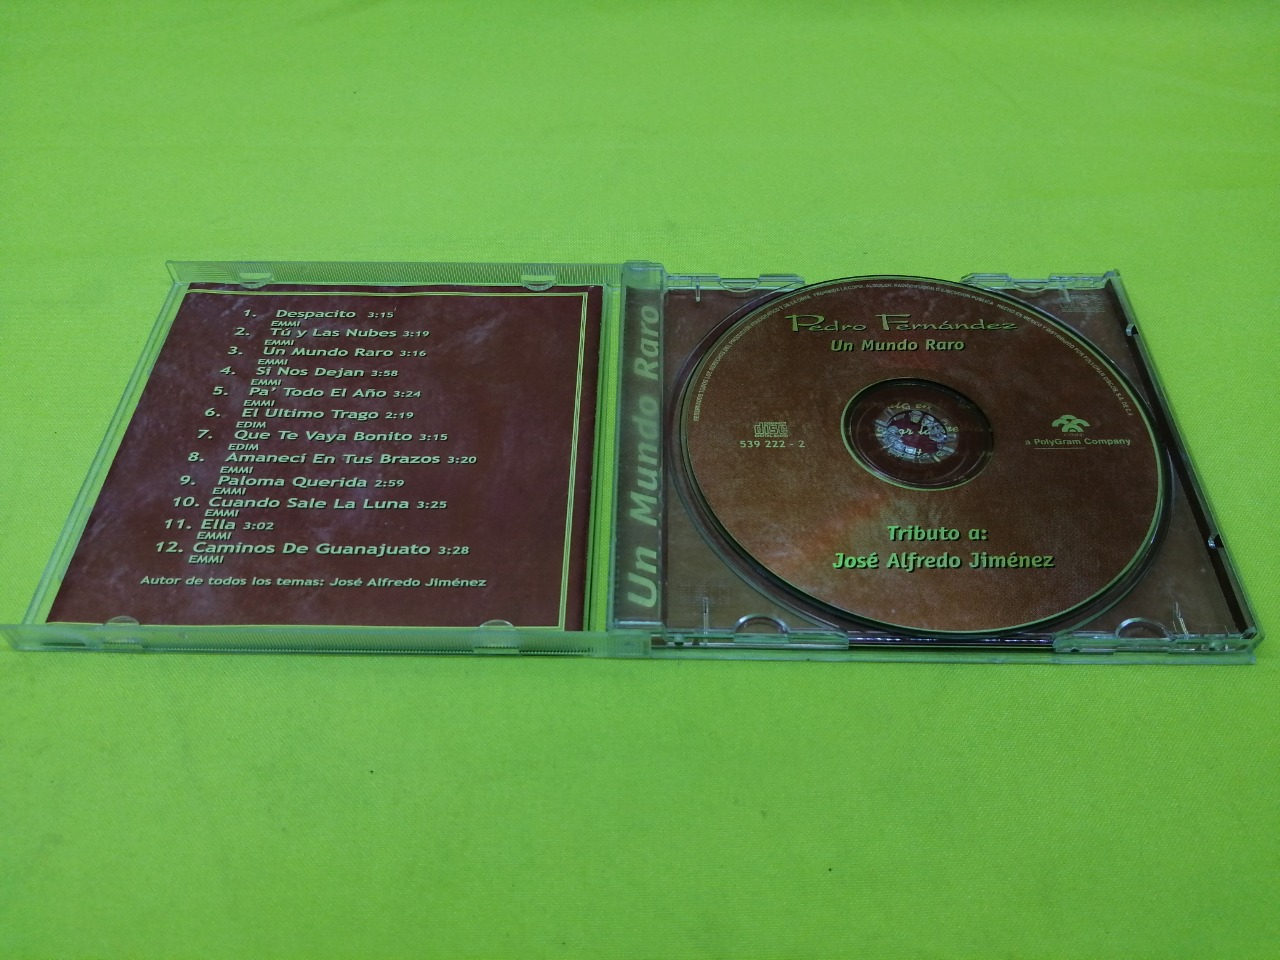 1. Despacito 3:15
EMMI
2. Tú y Las Nubes 3:19
EMMI
3. Un Mundo Raro 3:16
EMMI
4. Si Nos Dejan 3:58
EMMI
5. Pa' Todo El Año 3:24
EMMI
6. El Ultimo Trago 2:19
EDIM
7. Que Te Vaya Bonito 3:15
EDIM
8. Amanecí En Tus Brazos 3:20
EMMI
9. Paloma Querida 2:59
EMMI
10. Cuando Sale La Luna 3:25
EMMI
11. Ella 3:02
EMMI
12. Caminos De Guanajuato 3:28
EMMI
Autor de todos los temas: José Alfredo Jiménez
Un Mundo Raro
Pedro Fernández
Un Mundo Raro
disc
DIGITAL AUDIO
539 222 - 2
a PolyGram Company
Tributo a:
José Alfredo Jiménez